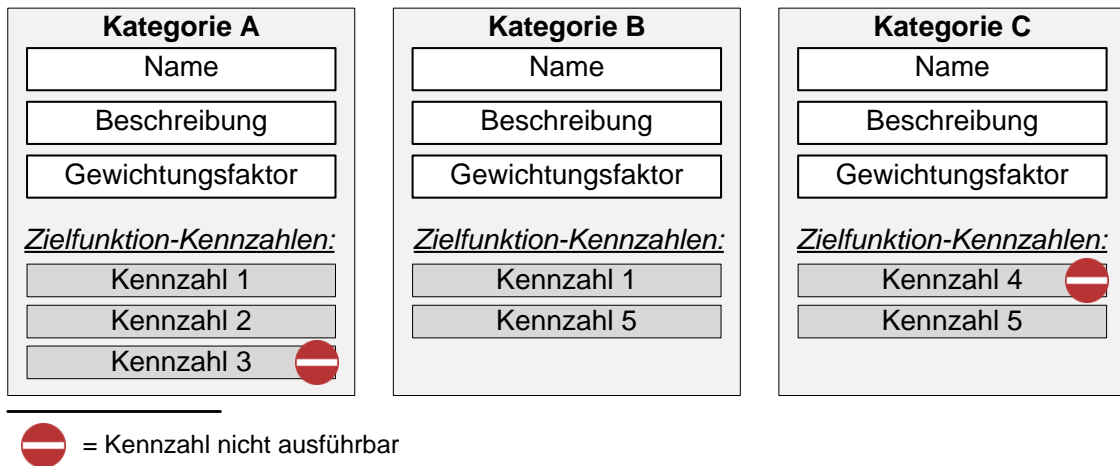 Kategorie A
Name
Beschreibung
Gewichtungsfaktor
Zielfunktion-Kennzahlen:
Kennzahl 1
Kennzahl 2
Kennzahl 3
Kategorie B
Name
Beschreibung
Gewichtungsfaktor
Zielfunktion-Kennzahlen:
Kennzahl 1
Kennzahl 5
Kategorie C
Name
Beschreibung
Gewichtungsfaktor
Zielfunktion-Kennzahlen:
Kennzahl 4
Kennzahl 5
= Kennzahl nicht ausführbar